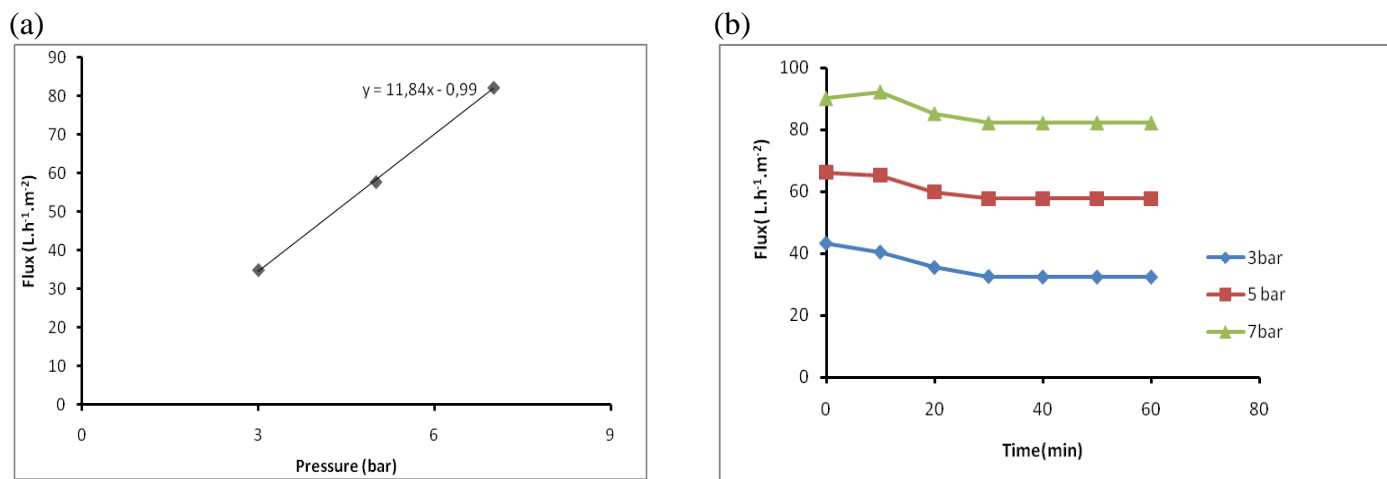 (a)
90
80
70
60
50
40
30
20
10
0
0
3
6
9
y = 11,84x - 0,99
Flux (L.h⁻¹.m⁻²)
Pressure (bar)
(b)
100
80
60
40
20
0
0
20
40
60
80
Flux( L.h⁻¹.m⁻²)
Time(min)
3bar
5 bar
7bar